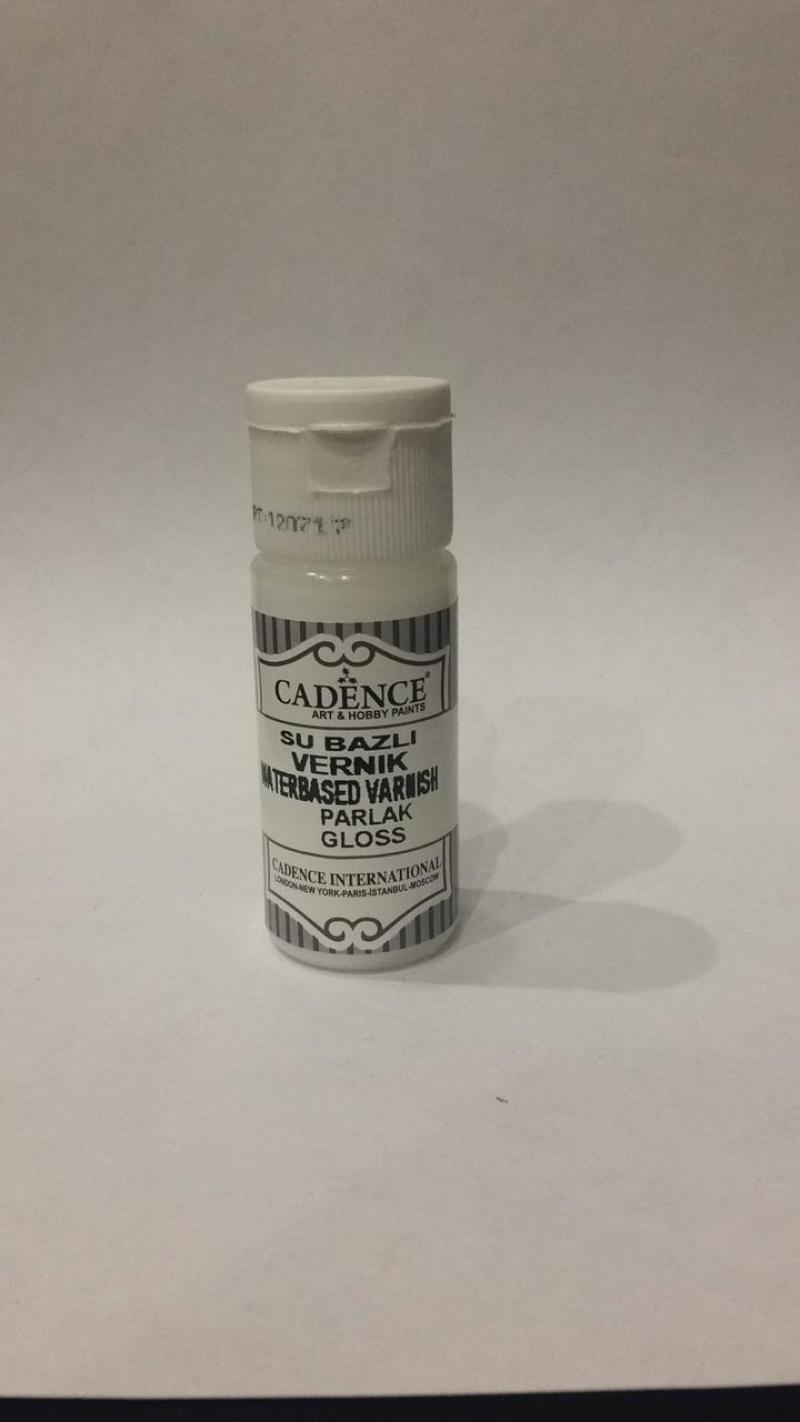 CADENCE®
ART & HOBBY PAINTS
SU BAZLI
VERNIK
WATERBASED VARNISH
PARLAK
GLOSS
CADENCE INTERNATIONAL
LONDON-NEW YORK-PARIS-İSTANBUL-MOSCOW